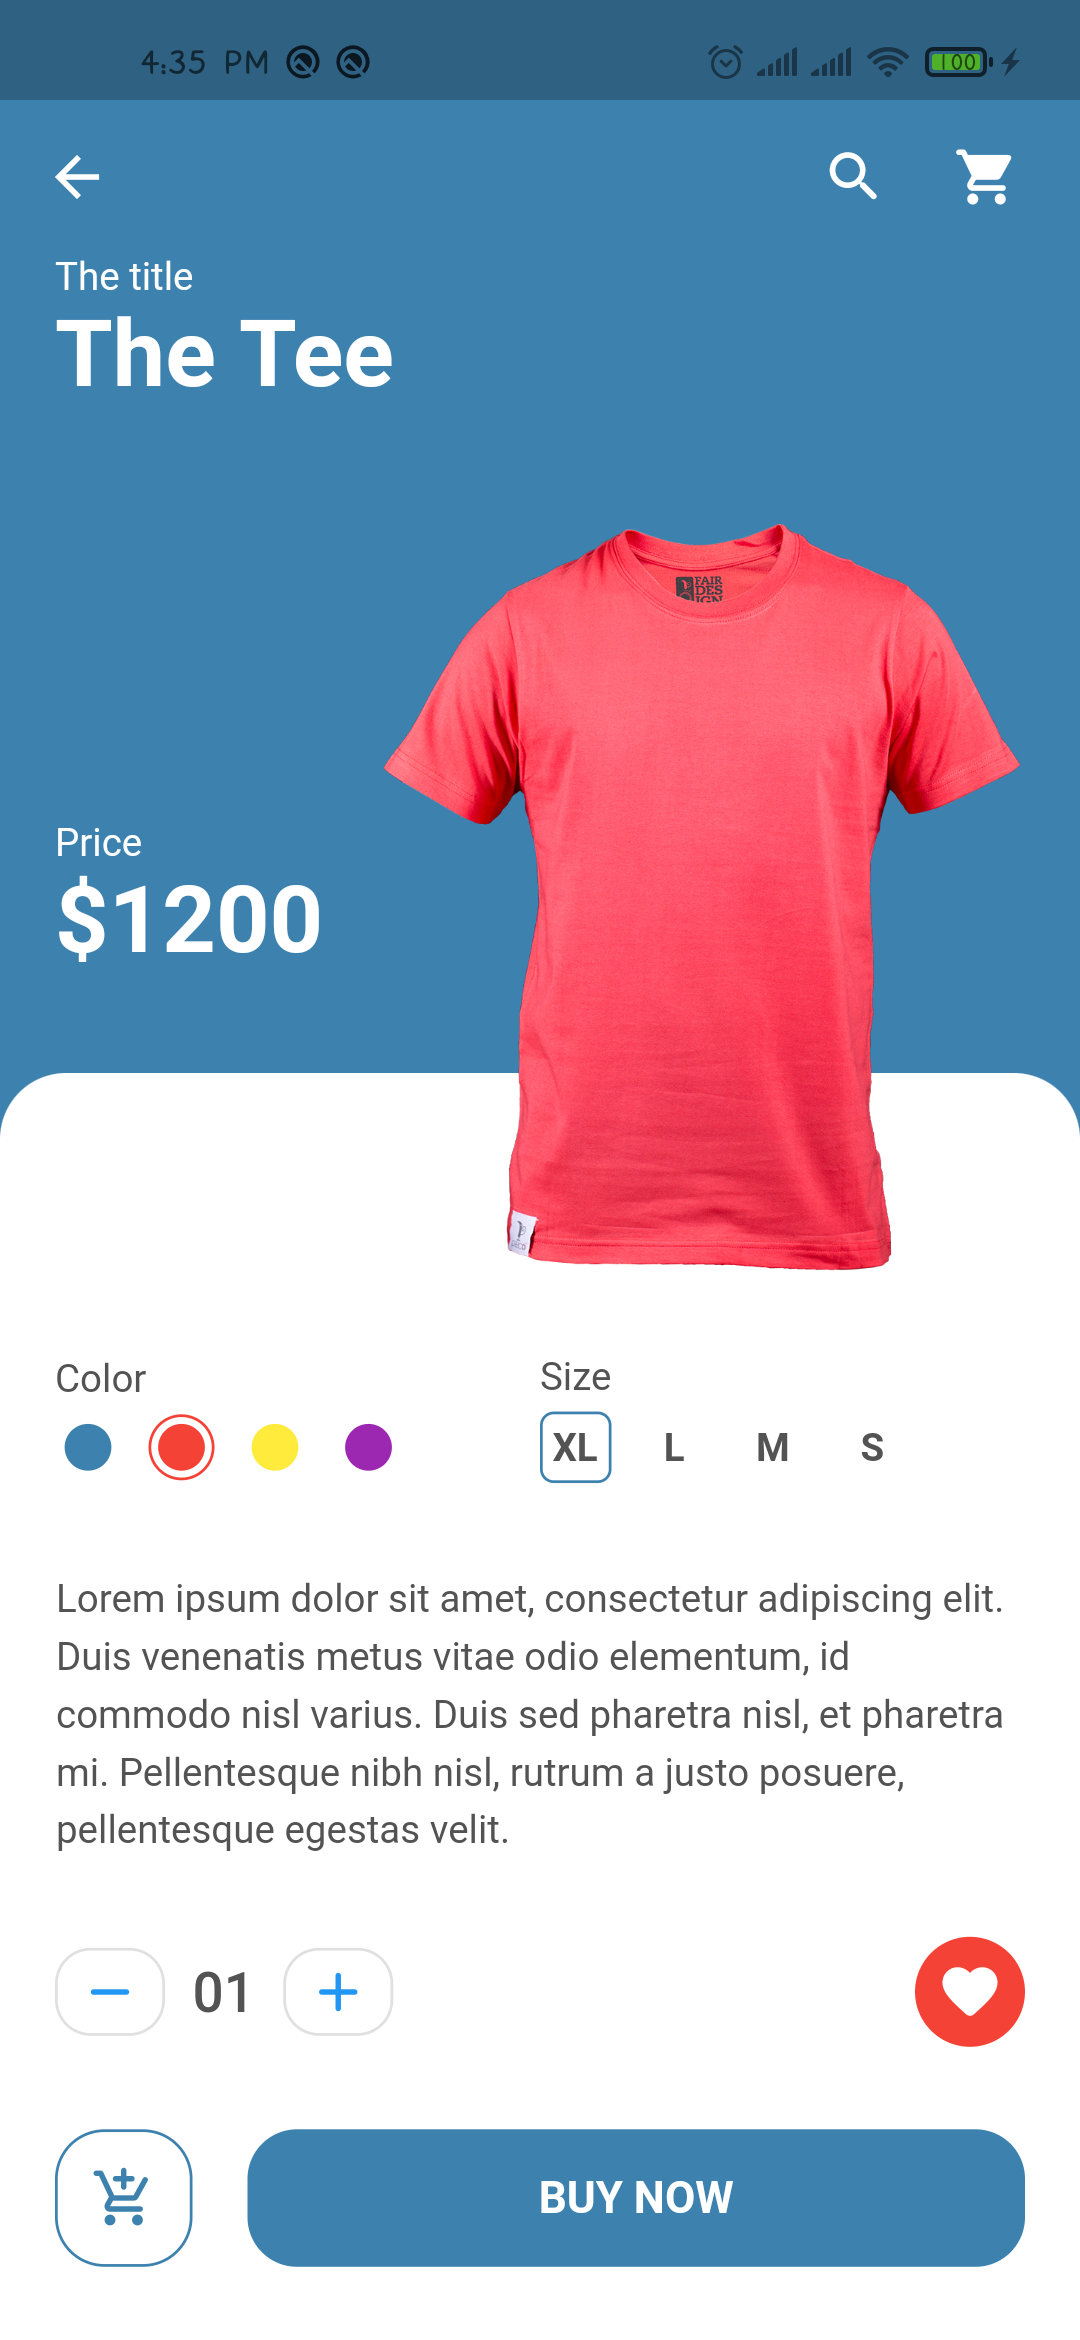 4:35 PM
100
The title
The Tee
FAIR
DES
IGN
Price
$1200
Color
Size
XL
L
M
S
Lorem ipsum dolor sit amet, consectetur adipiscing elit.
Duis venenatis metus vitae odio elementum, id
commodo nisl varius. Duis sed pharetra nisl, et pharetra
mi. Pellentesque nibh nisl, rutrum a justo posuere,
pellentesque egestas velit.
01
BUY NOW